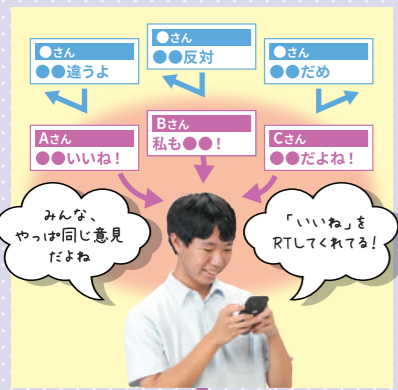 ●さん
●●違うよ
●さん
●●反対
●さん
●●だめ
Aさん
●●いいね！
Bさん
私も●●！
Cさん
●●だよね！
みんな、
やっぱ同じ意見
だよね
「いいね」を
RTしてくれてる！